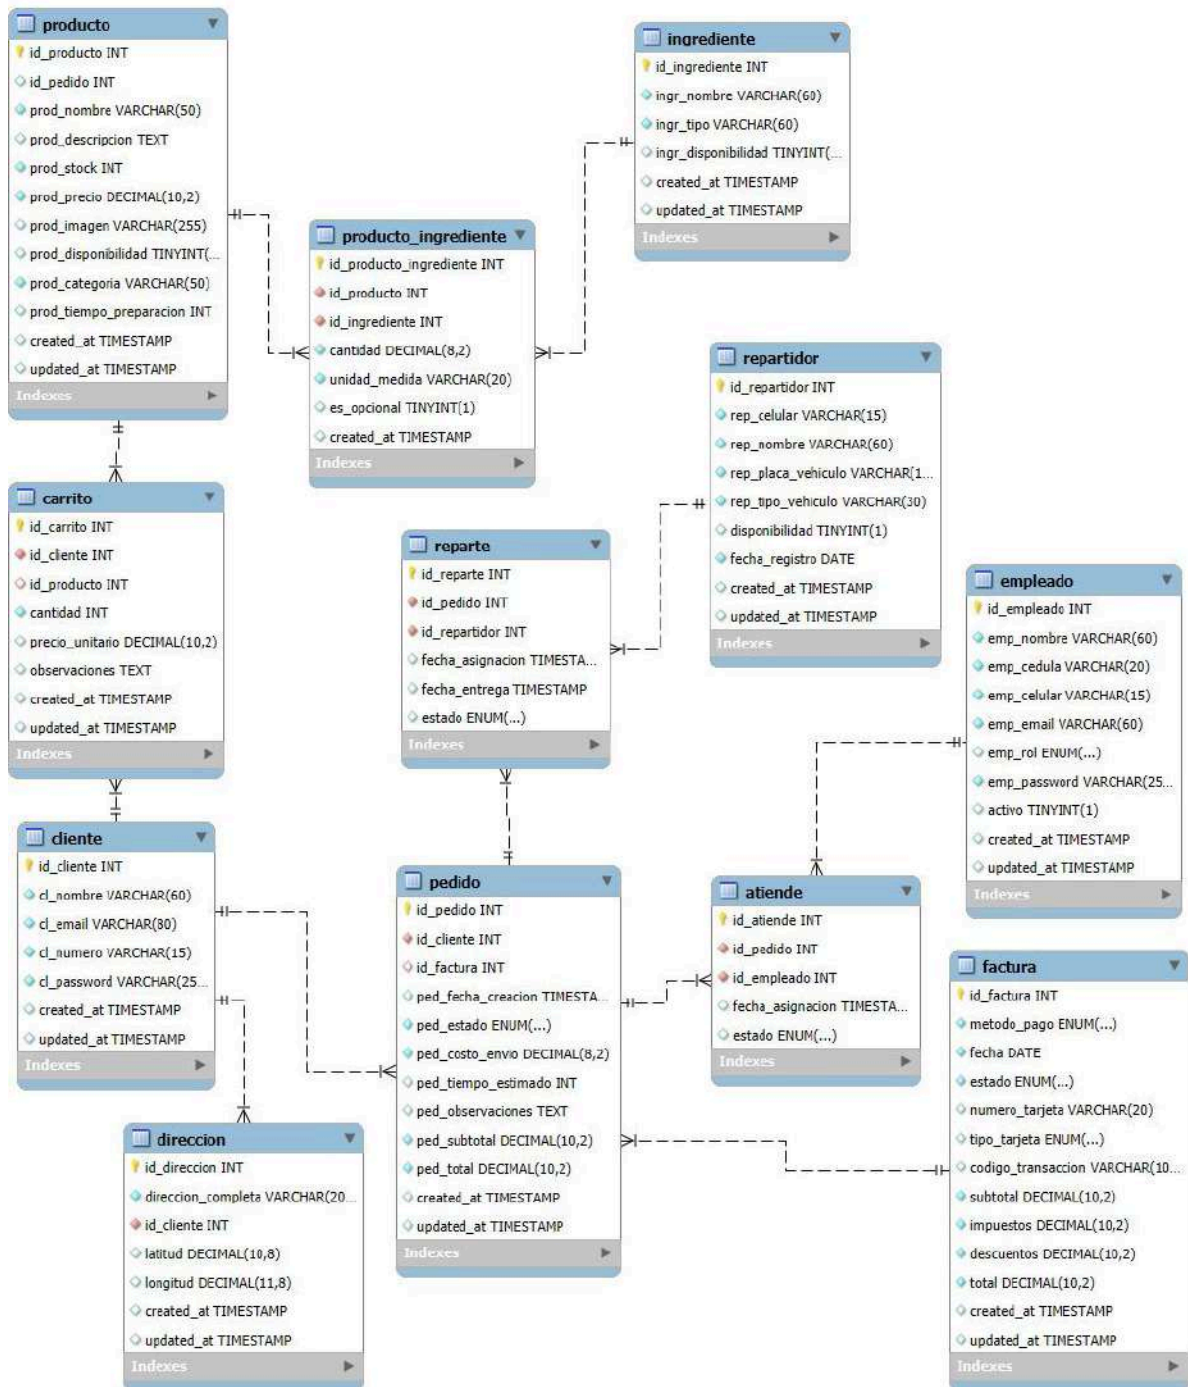 producto
id_producto INT
id_pedido INT
prod_nombre VARCHAR(50)
prod_descripcion TEXT
prod_stock INT
prod_precio DECIMAL(10,2)
prod_imagen VARCHAR(255)
prod_disponibilidad TINYINT(...
prod_categoria VARCHAR(50)
prod_tiempo_preparacion INT
created_at TIMESTAMP
updated_at TIMESTAMP
Indexes
ingrediente
id_ingrediente INT
ingr_nombre VARCHAR(60)
ingr_tipo VARCHAR(60)
ingr_disponibilidad TINYINT(...
created_at TIMESTAMP
updated_at TIMESTAMP
Indexes
producto_ingrediente
id_producto_ingrediente INT
id_producto INT
id_ingrediente INT
cantidad DECIMAL(8,2)
unidad_medida VARCHAR(20)
es_opcional TINYINT(1)
created_at TIMESTAMP
Indexes
repartidor
id_repartidor INT
rep_celular VARCHAR(15)
rep_nombre VARCHAR(60)
rep_placa_vehiculo VARCHAR(1...
rep_tipo_vehiculo VARCHAR(30)
disponibilidad TINYINT(1)
fecha_registro DATE
created_at TIMESTAMP
updated_at TIMESTAMP
Indexes
carrito
id_carrito INT
id_cliente INT
id_producto INT
cantidad INT
precio_unitario DECIMAL(10,2)
observaciones TEXT
created_at TIMESTAMP
updated_at TIMESTAMP
Indexes
reparte
id_reparte INT
id_pedido INT
id_repartidor INT
fecha_asignacion TIMESTA...
fecha_entrega TIMESTAMP
estado ENUM(...)
Indexes
empleado
id_empleado INT
emp_nombre VARCHAR(60)
emp_cedula VARCHAR(20)
emp_celular VARCHAR(15)
emp_email VARCHAR(60)
emp_rol ENUM(...)
emp_password VARCHAR(25...
activo TINYINT(1)
created_at TIMESTAMP
updated_at TIMESTAMP
Indexes
cliente
id_cliente INT
cl_nombre VARCHAR(60)
cl_email VARCHAR(80)
cl_numero VARCHAR(15)
cl_password VARCHAR(25...
created_at TIMESTAMP
updated_at TIMESTAMP
Indexes
pedido
id_pedido INT
id_cliente INT
id_factura INT
ped_fecha_creacion TIMESTA...
ped_estado ENUM(...)
ped_costo_envio DECIMAL(8,2)
ped_tiempo_estimado INT
ped_observaciones TEXT
ped_subtotal DECIMAL(10,2)
ped_total DECIMAL(10,2)
created_at TIMESTAMP
updated_at TIMESTAMP
Indexes
atiende
id_atiende INT
id_pedido INT
id_empleado INT
fecha_asignacion TIMESTA...
estado ENUM(...)
Indexes
factura
id_factura INT
metodo_pago ENUM(...)
fecha DATE
estado ENUM(...)
numero_tarjeta VARCHAR(20)
tipo_tarjeta ENUM(...)
codigo_transaccion VARCHAR(10...
subtotal DECIMAL(10,2)
impuestos DECIMAL(10,2)
descuentos DECIMAL(10,2)
total DECIMAL(10,2)
created_at TIMESTAMP
updated_at TIMESTAMP
Indexes
direccion
id_direccion INT
direccion_completa VARCHAR(20...
id_cliente INT
latitud DECIMAL(10,8)
longitud DECIMAL(11,8)
created_at TIMESTAMP
updated_at TIMESTAMP
Indexes